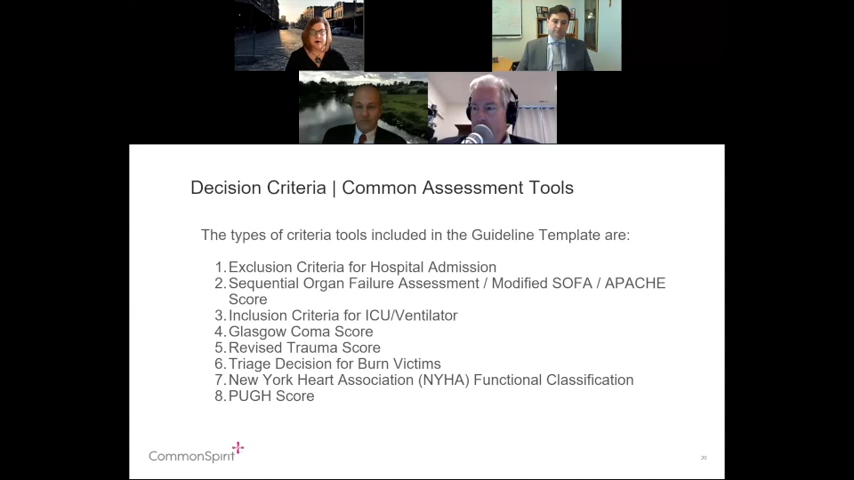 Decision Criteria | Common Assessment Tools
The types of criteria tools included in the Guideline Template are:
1. Exclusion Criteria for Hospital Admission
2. Sequential Organ Failure Assessment / Modified SOFA / APACHE
Score
3. Inclusion Criteria for ICU/Ventilator
4. Glasgow Coma Score
5. Revised Trauma Score
6. Triage Decision for Burn Victims
7. New York Heart Association (NYHA) Functional Classification
8. PUGH Score
CommonSpirit
20